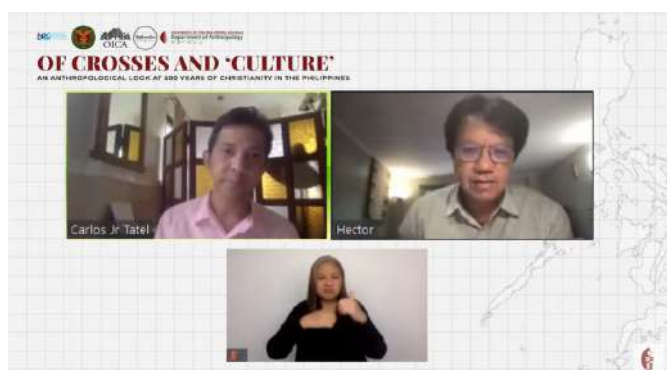 OICA
Department of Anthropology
OF CROSSES AND ‘CULTURE’
AN ANTHROPOLOGICAL LOOK AT 500 YEARS OF CHRISTIANITY IN THE PHILIPPINES
Carlos Jr Tatel
Hector